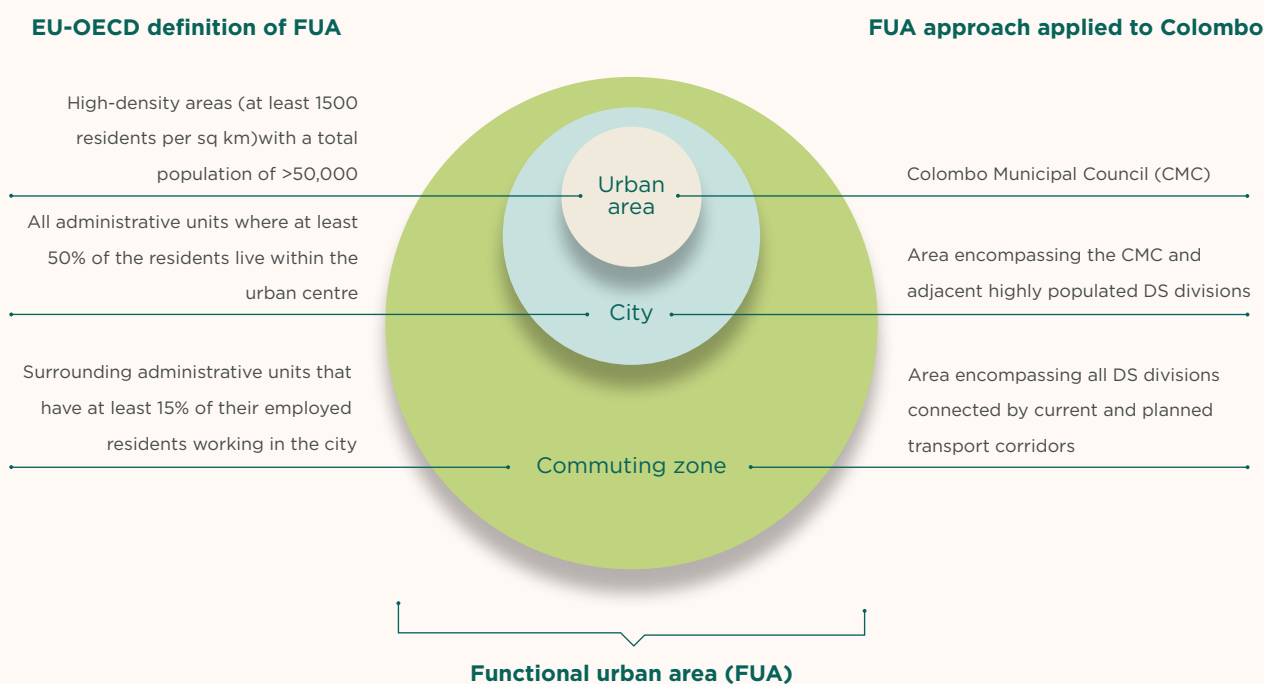 EU-OECD definition of FUA
FUA approach applied to Colombo
High-density areas (at least 1500
residents per sq km)with a total
population of >50,000
Urban
area
Colombo Municipal Council (CMC)
All administrative units where at least
50% of the residents live within the
urban centre
City
Area encompassing the CMC and
adjacent highly populated DS divisions
Surrounding administrative units that
have at least 15% of their employed
residents working in the city
Commuting zone
Area encompassing all DS divisions
connected by current and planned
transport corridors
Functional urban area (FUA)